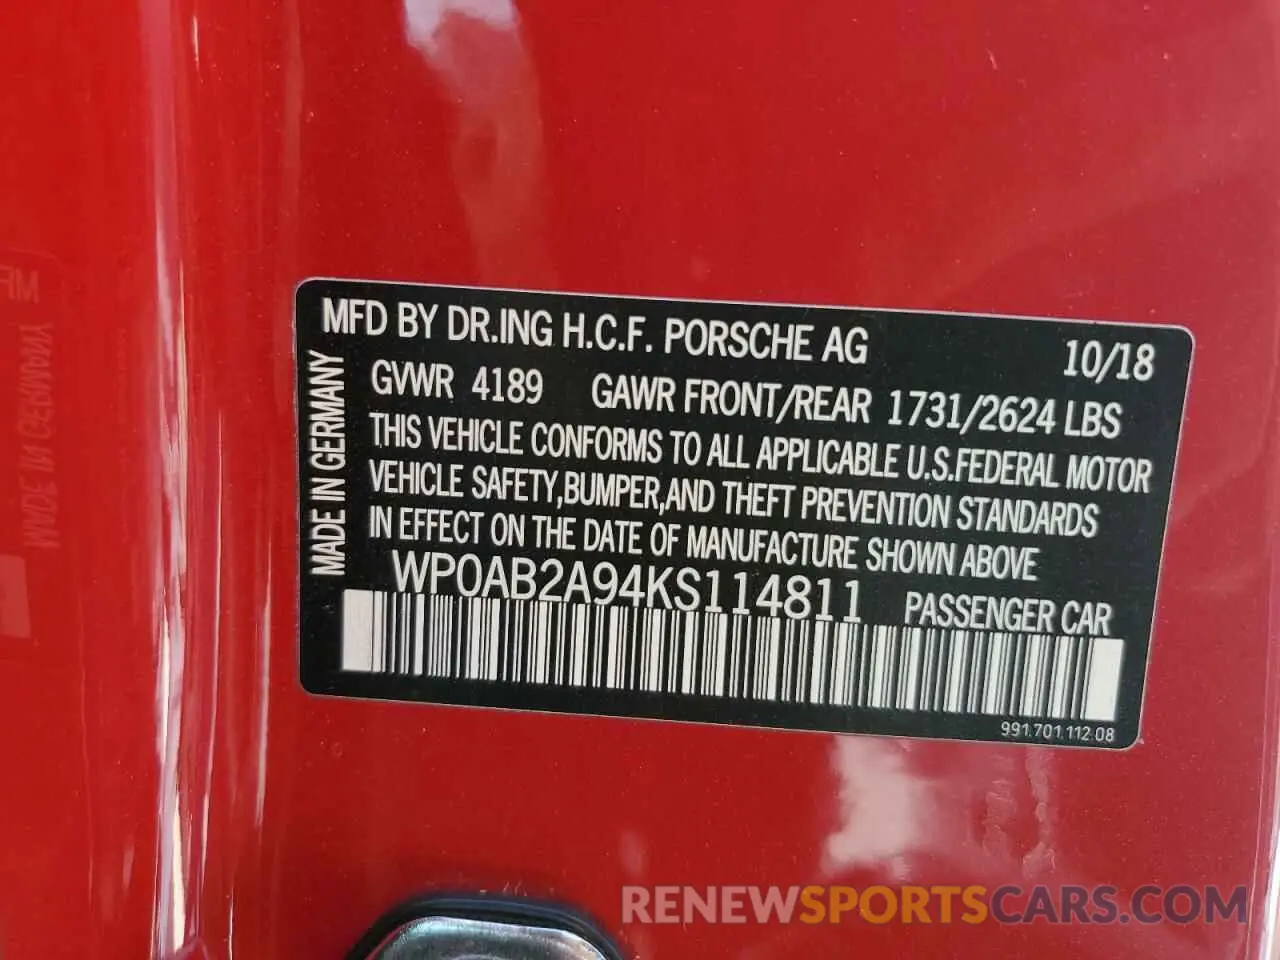 MFD BY DR.ING H.C.F. PORSCHE AG 10/18
GVWR 4189 GAWR FRONT/REAR 1731/2624 LBS
THIS VEHICLE CONFORMS TO ALL APPLICABLE U.S.FEDERAL MOTOR
VEHICLE SAFETY,BUMPER,AND THEFT PREVENTION STANDARDS
IN EFFECT ON THE DATE OF MANUFACTURE SHOWN ABOVE
WP0AB2A94KS114811 PASSENGER CAR
MADE IN GERMANY
991.701.112.08
RENEWSPORTSCARS.COM